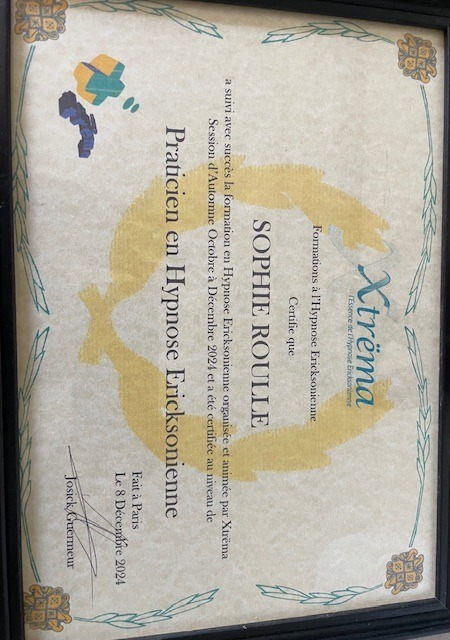 Xtrëma
l'Essence de l'Hypnose Ericksonienne
Formations à l'Hypnose Ericksonienne
Certifie que
SOPHIE ROULLE
a suivi avec succès la formation en Hypnose Ericksonienne organisée et animée par Xtrëma
Session d'Automne Octobre à Décembre 2024 et a été certifiée au niveau de
Praticien en Hypnose Ericksonienne
Fait à Paris
Le 8 Décembre 2024
Josick Guermeur
Xtrëma